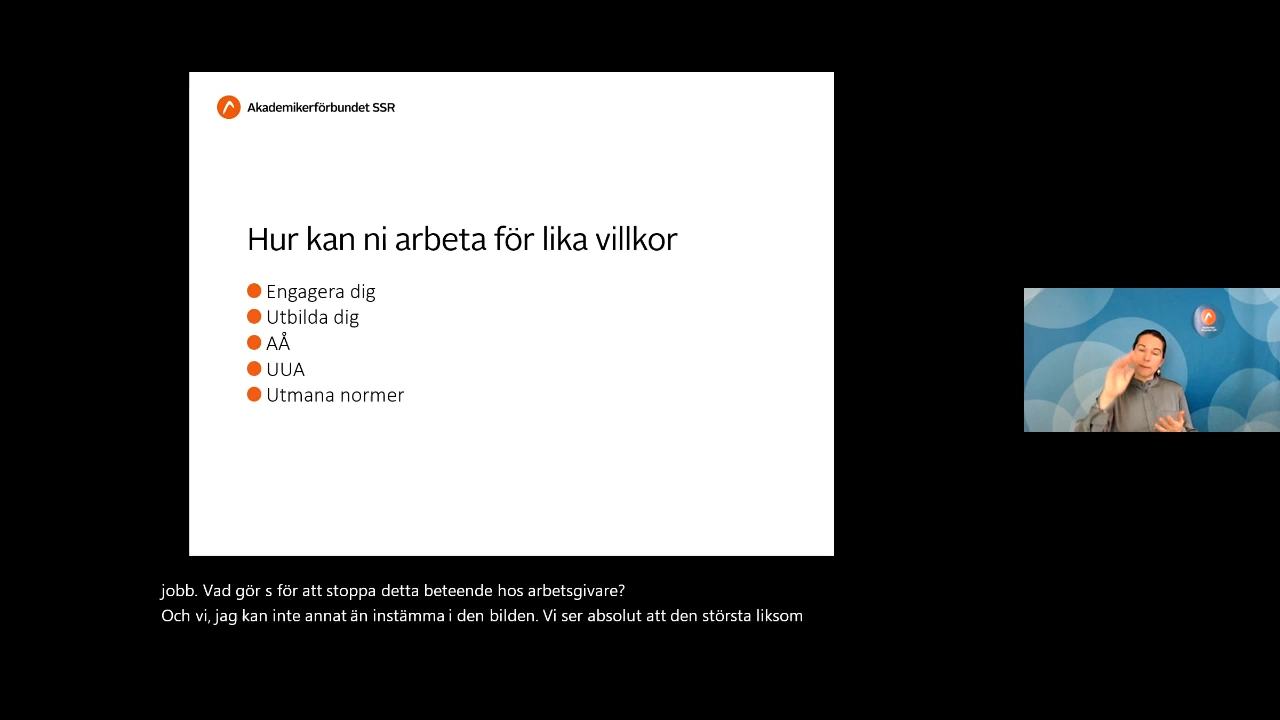 Akademikerförbundet SSR
Hur kan ni arbeta för lika villkor
Engagera dig
Utbilda dig
AÅ
UUA
Utmana normer
jobb. Vad gör s för att stoppa detta beteende hos arbetsgivare?
Och vi, jag kan inte annat än instämma i den bilden. Vi ser absolut att den största liksom